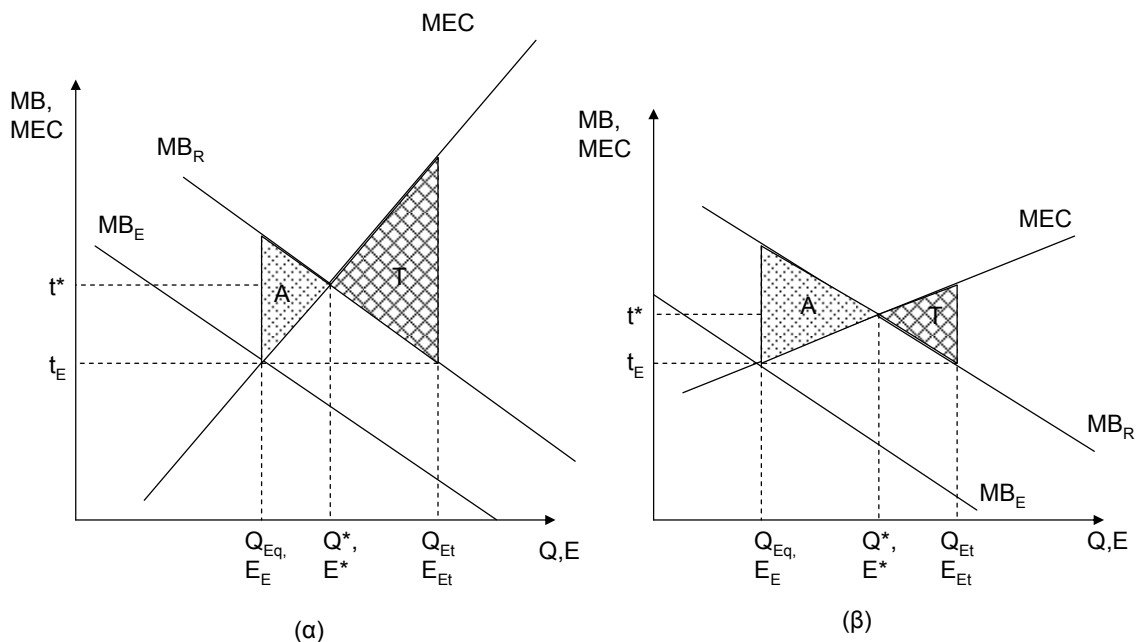 MEC
MB,
MEC
MB_R
MB_E
t*
A
T
t_E
Q_Eq,
E_E
Q*,
E*
Q_Et
E_Et
Q,E
(α)
MB,
MEC
MEC
A
T
t*
t_E
MB_R
MB_E
Q_Eq,
E_E
Q*,
E*
Q_Et
E_Et
Q,E
(β)